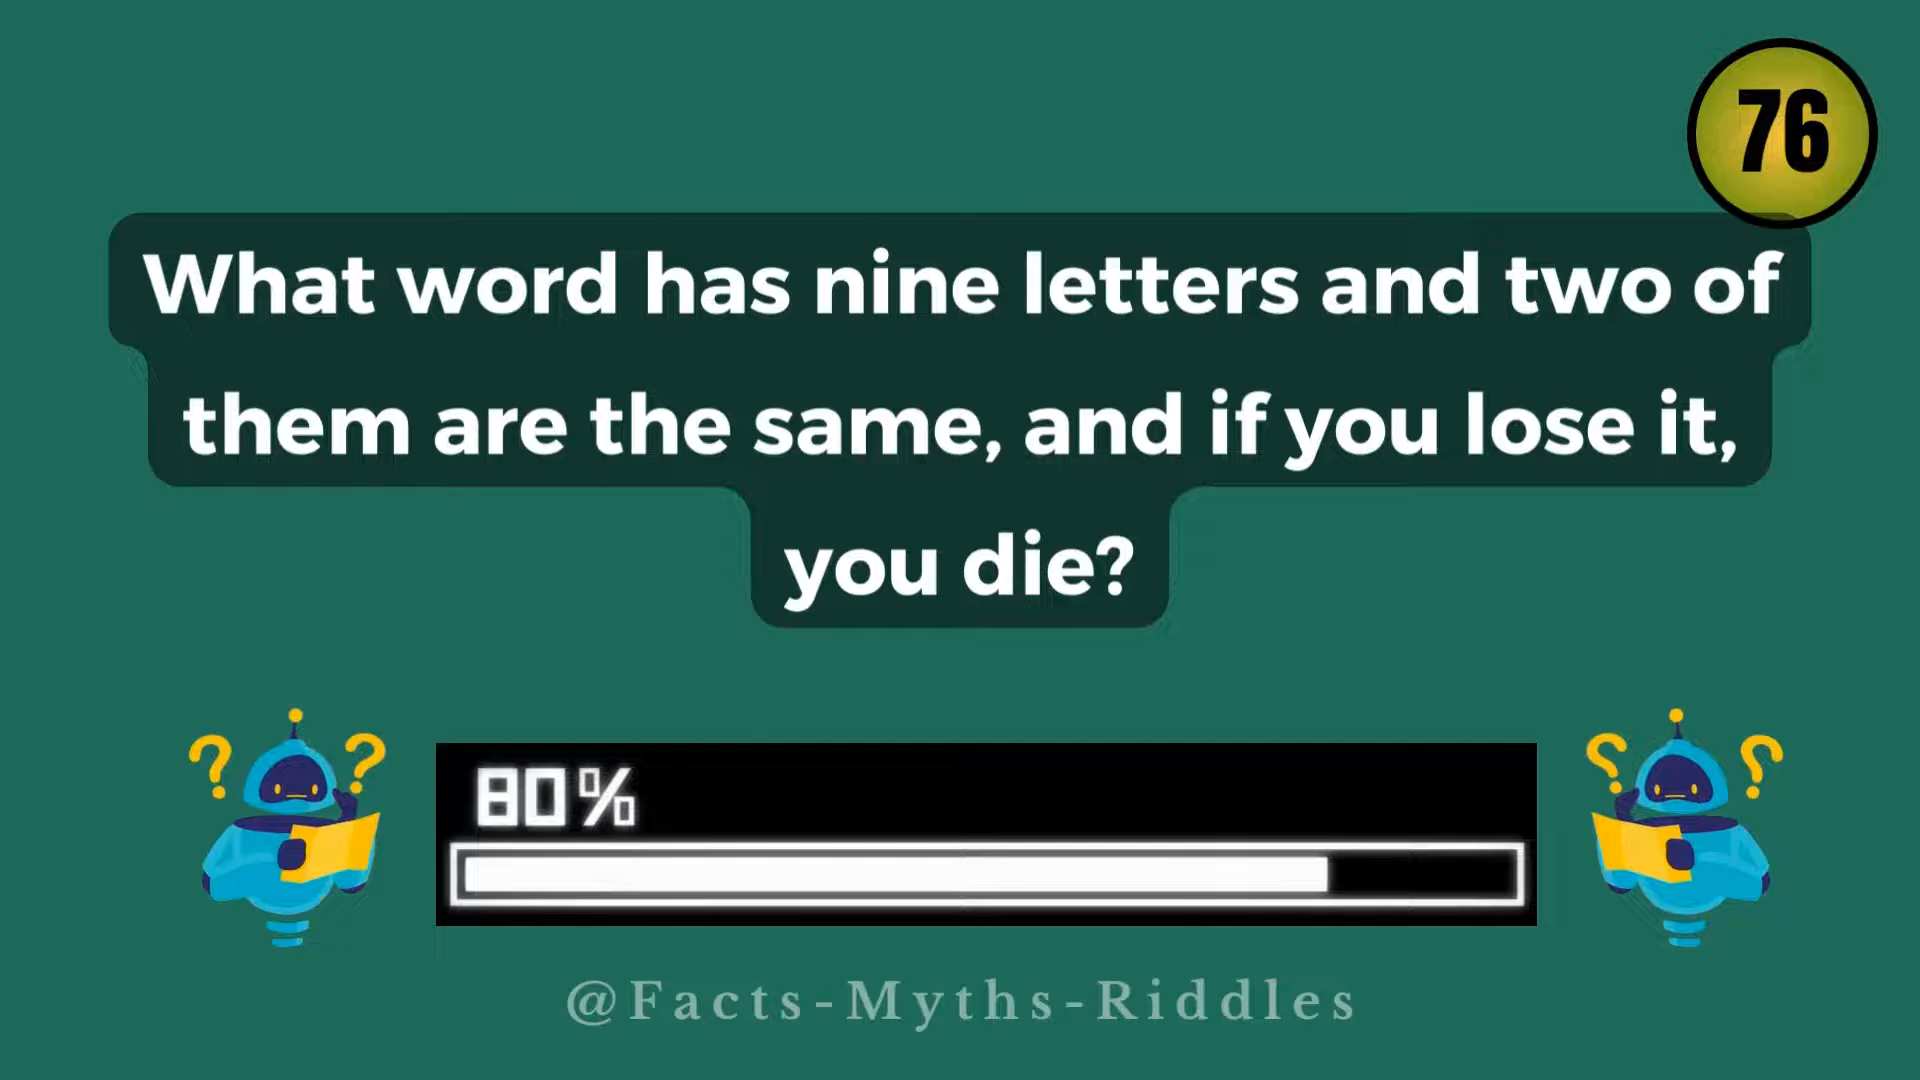 76
What word has nine letters and two of
them are the same, and if you lose it,
you die?
80%
@Facts-Myths-Riddles